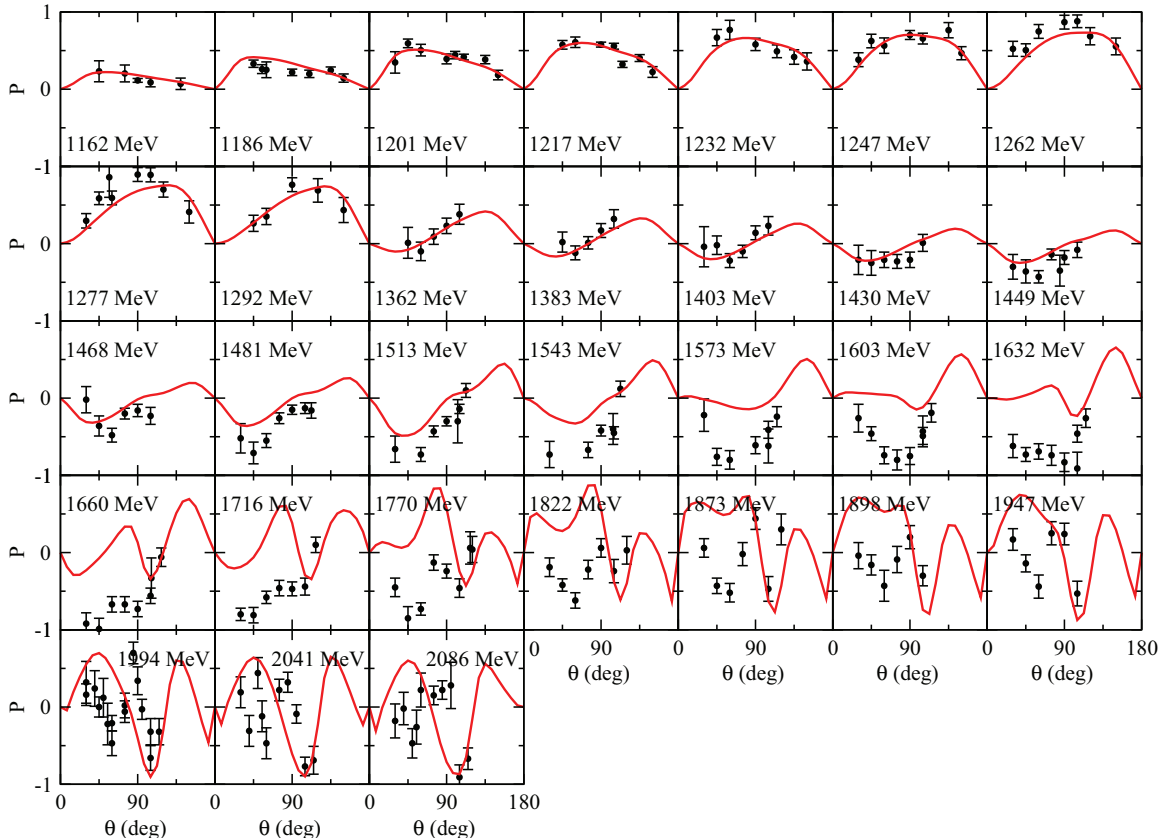 1
P
0
1162 MeV
1186 MeV
1201 MeV
1217 MeV
1232 MeV
1247 MeV
1262 MeV
-1
P
0
1277 MeV
1292 MeV
1362 MeV
1383 MeV
1403 MeV
1430 MeV
1449 MeV
-1
1468 MeV
1481 MeV
1513 MeV
1543 MeV
1573 MeV
1603 MeV
1632 MeV
P
0
-1
1660 MeV
1716 MeV
1770 MeV
1822 MeV
1873 MeV
1898 MeV
1947 MeV
P
0
-1
1994 MeV
2041 MeV
2086 MeV
0 90 0 90 0 90 180
θ (deg) θ (deg) θ (deg)
P
0
-1
0 90 0 90 0 90 180
θ (deg) θ (deg) θ (deg)